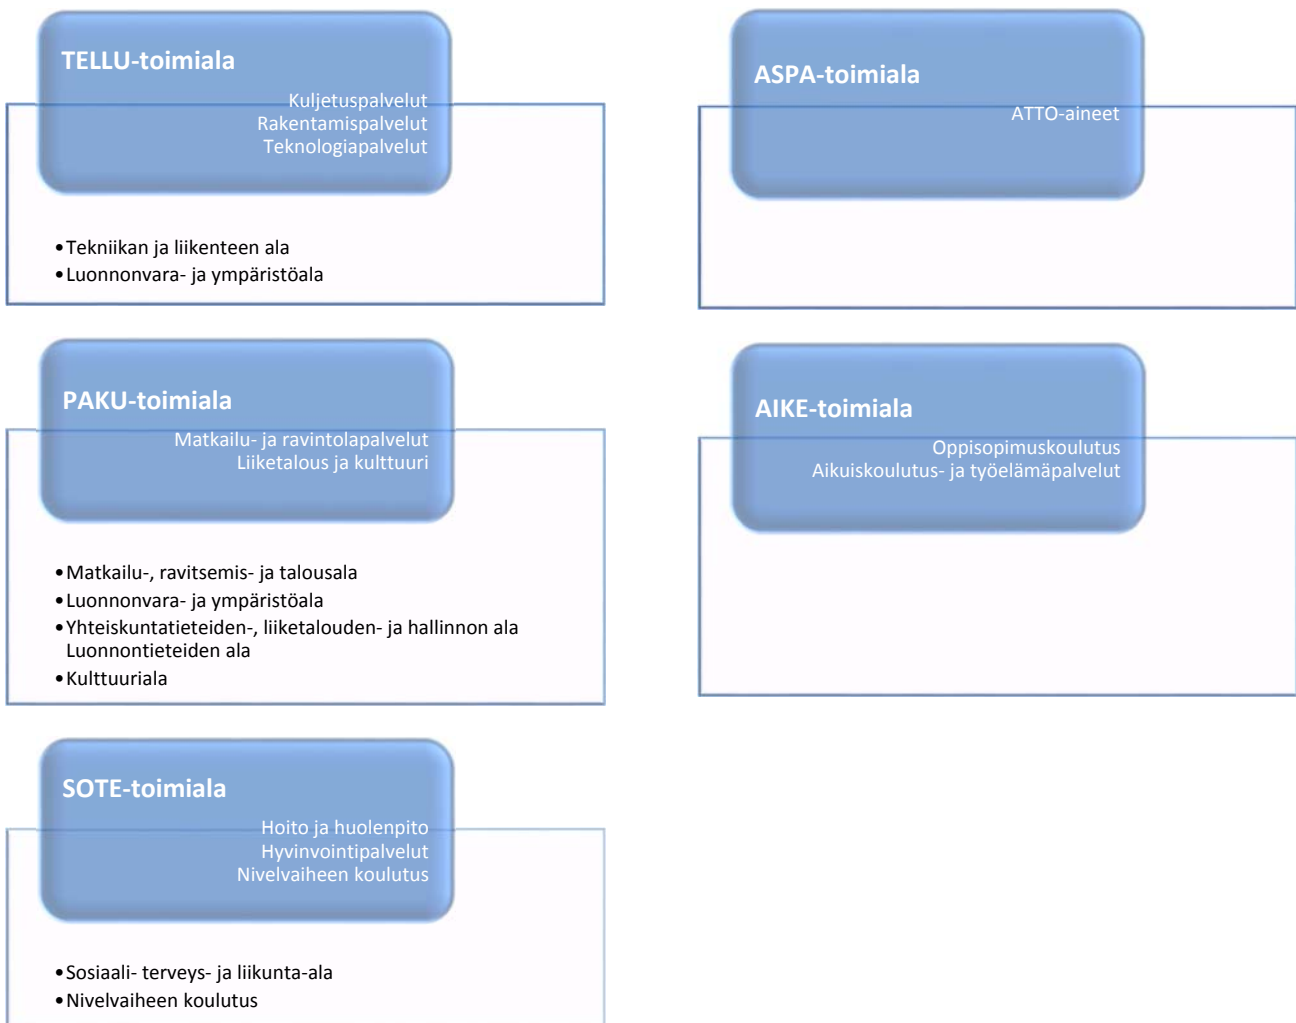 TELLU-toimiala
Kuljetuspalvelut
Rakentamispalvelut
Teknologiapalvelut
•Tekniikan ja liikenteen ala
•Luonnonvara- ja ympäristöala
ASPA-toimiala
ATTO-aineet
PAKU-toimiala
Matkailu- ja ravintolapalvelut
Liiketalous ja kulttuuri
•Matkailu-, ravitsemis- ja talousala
•Luonnonvara- ja ympäristöala
•Yhteiskuntatieteiden-, liiketalouden- ja hallinnon ala
Luonnontieteiden ala
•Kulttuuriala
AIKE-toimiala
Oppisopimuskoulutus
Aikuiskoulutus- ja työelämäpalvelut
SOTE-toimiala
Hoito ja huolenpito
Hyvinvointipalvelut
Nivelvaiheen koulutus
•Sosiaali- terveys- ja liikunta-ala
•Nivelvaiheen koulutus